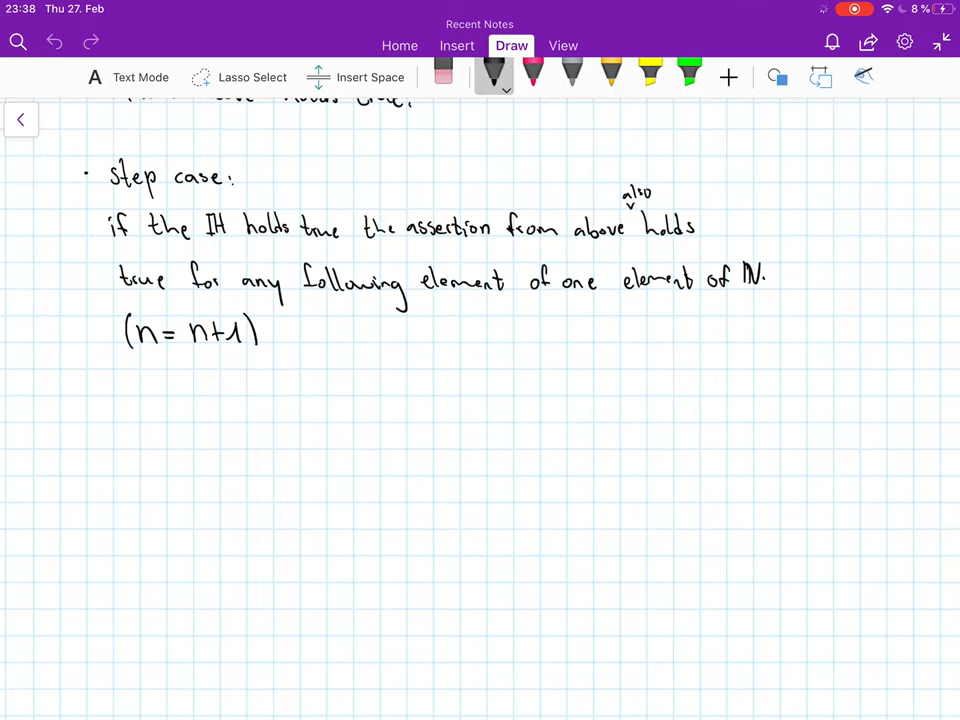 23:38 Thu 27. Feb
8 %
Recent Notes
Home Insert Draw View
Text Mode Lasso Select Insert Space
• step case:
also
if the IH holds true the assertion from above holds
true for any following element of one element of ℕ.
(n = n+1)